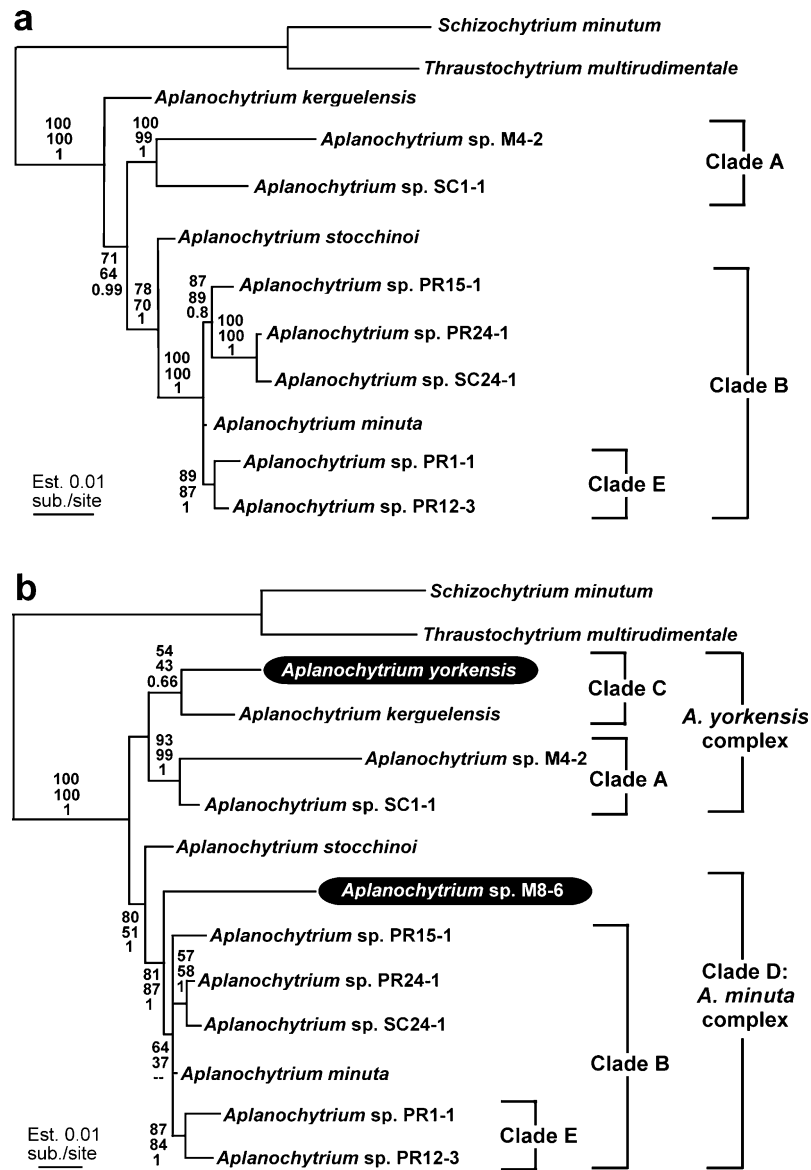 a
Schizochytrium minutum
Thraustochytrium multirudimentale
Aplanochytrium kerguelensis
100
100
1
100
99
1
Aplanochytrium sp. M4-2
Aplanochytrium sp. SC1-1
Clade A
71
64
0.99
Aplanochytrium stocchinoi
78
70
1
87
89
0.8
Aplanochytrium sp. PR15-1
100
100
1
Aplanochytrium sp. PR24-1
Aplanochytrium sp. SC24-1
100
100
1
Aplanochytrium minuta
Clade B
89
87
1
Aplanochytrium sp. PR1-1
Aplanochytrium sp. PR12-3
Clade E
Est. 0.01
sub./site
b
Schizochytrium minutum
Thraustochytrium multirudimentale
54
43
0.66
Aplanochytrium yorkensis
Aplanochytrium kerguelensis
Clade C
A. yorkensis
complex
93
99
1
Aplanochytrium sp. M4-2
Aplanochytrium sp. SC1-1
Clade A
100
100
1
Aplanochytrium stocchinoi
80
51
1
Aplanochytrium sp. M8-6
Aplanochytrium sp. PR15-1
81
87
1
57
58
1
Aplanochytrium sp. PR24-1
Aplanochytrium sp. SC24-1
Clade D:
A. minuta
complex
64
37
--
Aplanochytrium minuta
Clade B
87
84
1
Aplanochytrium sp. PR1-1
Aplanochytrium sp. PR12-3
Clade E
Est. 0.01
sub./site